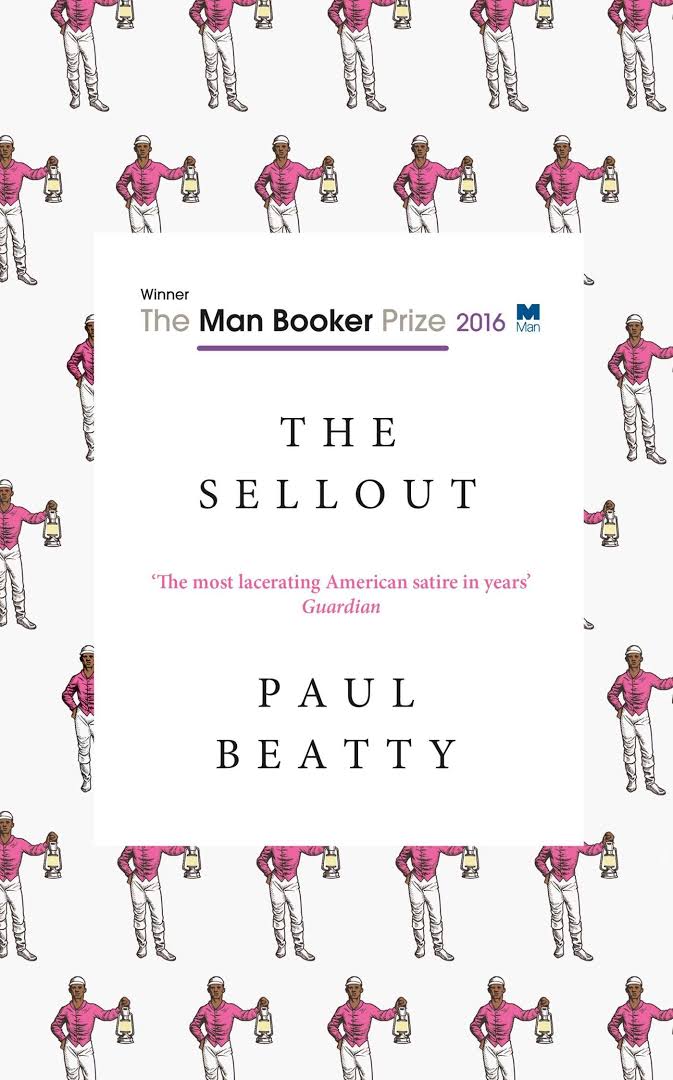 Winner
The Man Booker Prize 2016
M
Man
THE
SELLOUT
‘The most lacerating American satire in years’
Guardian
PAUL
BEATTY